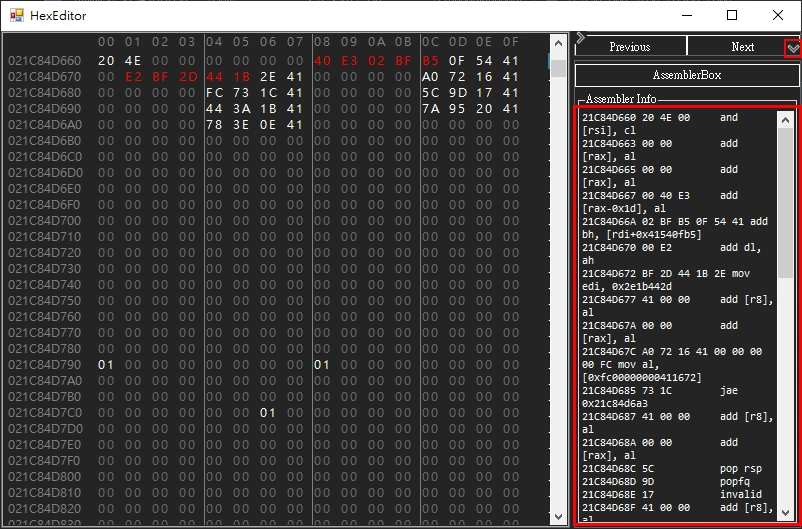 HexEditor
00 01 02 03 04 05 06 07 08 09 0A 0B 0C 0D 0E 0F
021C84D660 20 4E 00 00 00 00 00 00 40 E3 02 BF B5 0F 54 41
021C84D670 00 E2 BF 2D 44 1B 2E 41 00 00 00 00 A0 72 16 41
021C84D680 00 00 00 00 FC 73 1C 41 00 00 00 00 5C 9D 17 41
021C84D690 00 00 00 00 44 3A 1B 41 00 00 00 00 7A 95 20 41
021C84D6A0 00 00 00 00 78 3E 0E 41 00 00 00 00 00 00 00 00
021C84D6B0 00 00 00 00 00 00 00 00 00 00 00 00 00 00 00 00
021C84D6C0 00 00 00 00 00 00 00 00 00 00 00 00 00 00 00 00
021C84D6D0 00 00 00 00 00 00 00 00 00 00 00 00 00 00 00 00
021C84D6E0 00 00 00 00 00 00 00 00 00 00 00 00 00 00 00 00
021C84D6F0 00 00 00 00 00 00 00 00 00 00 00 00 00 00 00 00
021C84D700 00 00 00 00 00 00 00 00 00 00 00 00 00 00 00 00
021C84D710 00 00 00 00 00 00 00 00 00 00 00 00 00 00 00 00
021C84D720 00 00 00 00 00 00 00 00 00 00 00 00 00 00 00 00
021C84D730 00 00 00 00 00 00 00 00 00 00 00 00 00 00 00 00
021C84D740 00 00 00 00 00 00 00 00 00 00 00 00 00 00 00 00
021C84D750 00 00 00 00 00 00 00 00 00 00 00 00 00 00 00 00
021C84D760 00 00 00 00 00 00 00 00 00 00 00 00 00 00 00 00
021C84D770 00 00 00 00 00 00 00 00 00 00 00 00 00 00 00 00
021C84D780 00 00 00 00 00 00 00 00 00 00 00 00 00 00 00 00
021C84D790 01 00 00 00 00 00 00 00 01 00 00 00 00 00 00 00
021C84D7A0 00 00 00 00 00 00 00 00 00 00 00 00 00 00 00 00
021C84D7B0 00 00 00 00 00 00 00 00 00 00 00 00 00 00 00 00
021C84D7C0 00 00 00 00 00 00 01 00 00 00 00 00 00 00 00 00
021C84D7D0 00 00 00 00 00 00 00 00 00 00 00 00 00 00 00 00
021C84D7E0 00 00 00 00 00 00 00 00 00 00 00 00 00 00 00 00
021C84D7F0 00 00 00 00 00 00 00 00 00 00 00 00 00 00 00 00
021C84D800 00 00 00 00 00 00 00 00 00 00 00 00 00 00 00 00
021C84D810 00 00 00 00 00 00 00 00 00 00 00 00 00 00 00 00
021C84D820 00 00 00 00 00 00 00 00 00 00 00 00 00 00 00 00
021C84D830 00 00 00 00 00 00 00 00 00 00 00 00 00 00 00 00
Previous Next
AssemblerBox
Assembler Info
21C84D660 20 4E 00 and
[rsi], cl
21C84D663 00 00 add
[rax], al
21C84D665 00 00 add
[rax], al
21C84D667 00 40 E3 add
[rax-0x1d], al
21C84D66A 02 BF B5 0F 54 41 add
bh, [rdi+0x41540fb5]
21C84D670 00 E2 add dl,
ah
21C84D672 BF 2D 44 1B 2E mov
edi, 0x2e1b442d
21C84D677 41 00 00 add [r8],
al
21C84D67A 00 00 add
[rax], al
21C84D67C A0 72 16 41 00 00 00
00 FC mov al,
[0xfc00000000411672]
21C84D685 73 1C jae
0x21c84d6a3
21C84D687 41 00 00 add [r8],
al
21C84D68A 00 00 add
[rax], al
21C84D68C 5C pop rsp
21C84D68D 9D popfq
21C84D68E 17 invalid
21C84D68F 41 00 00 add [r8],
al